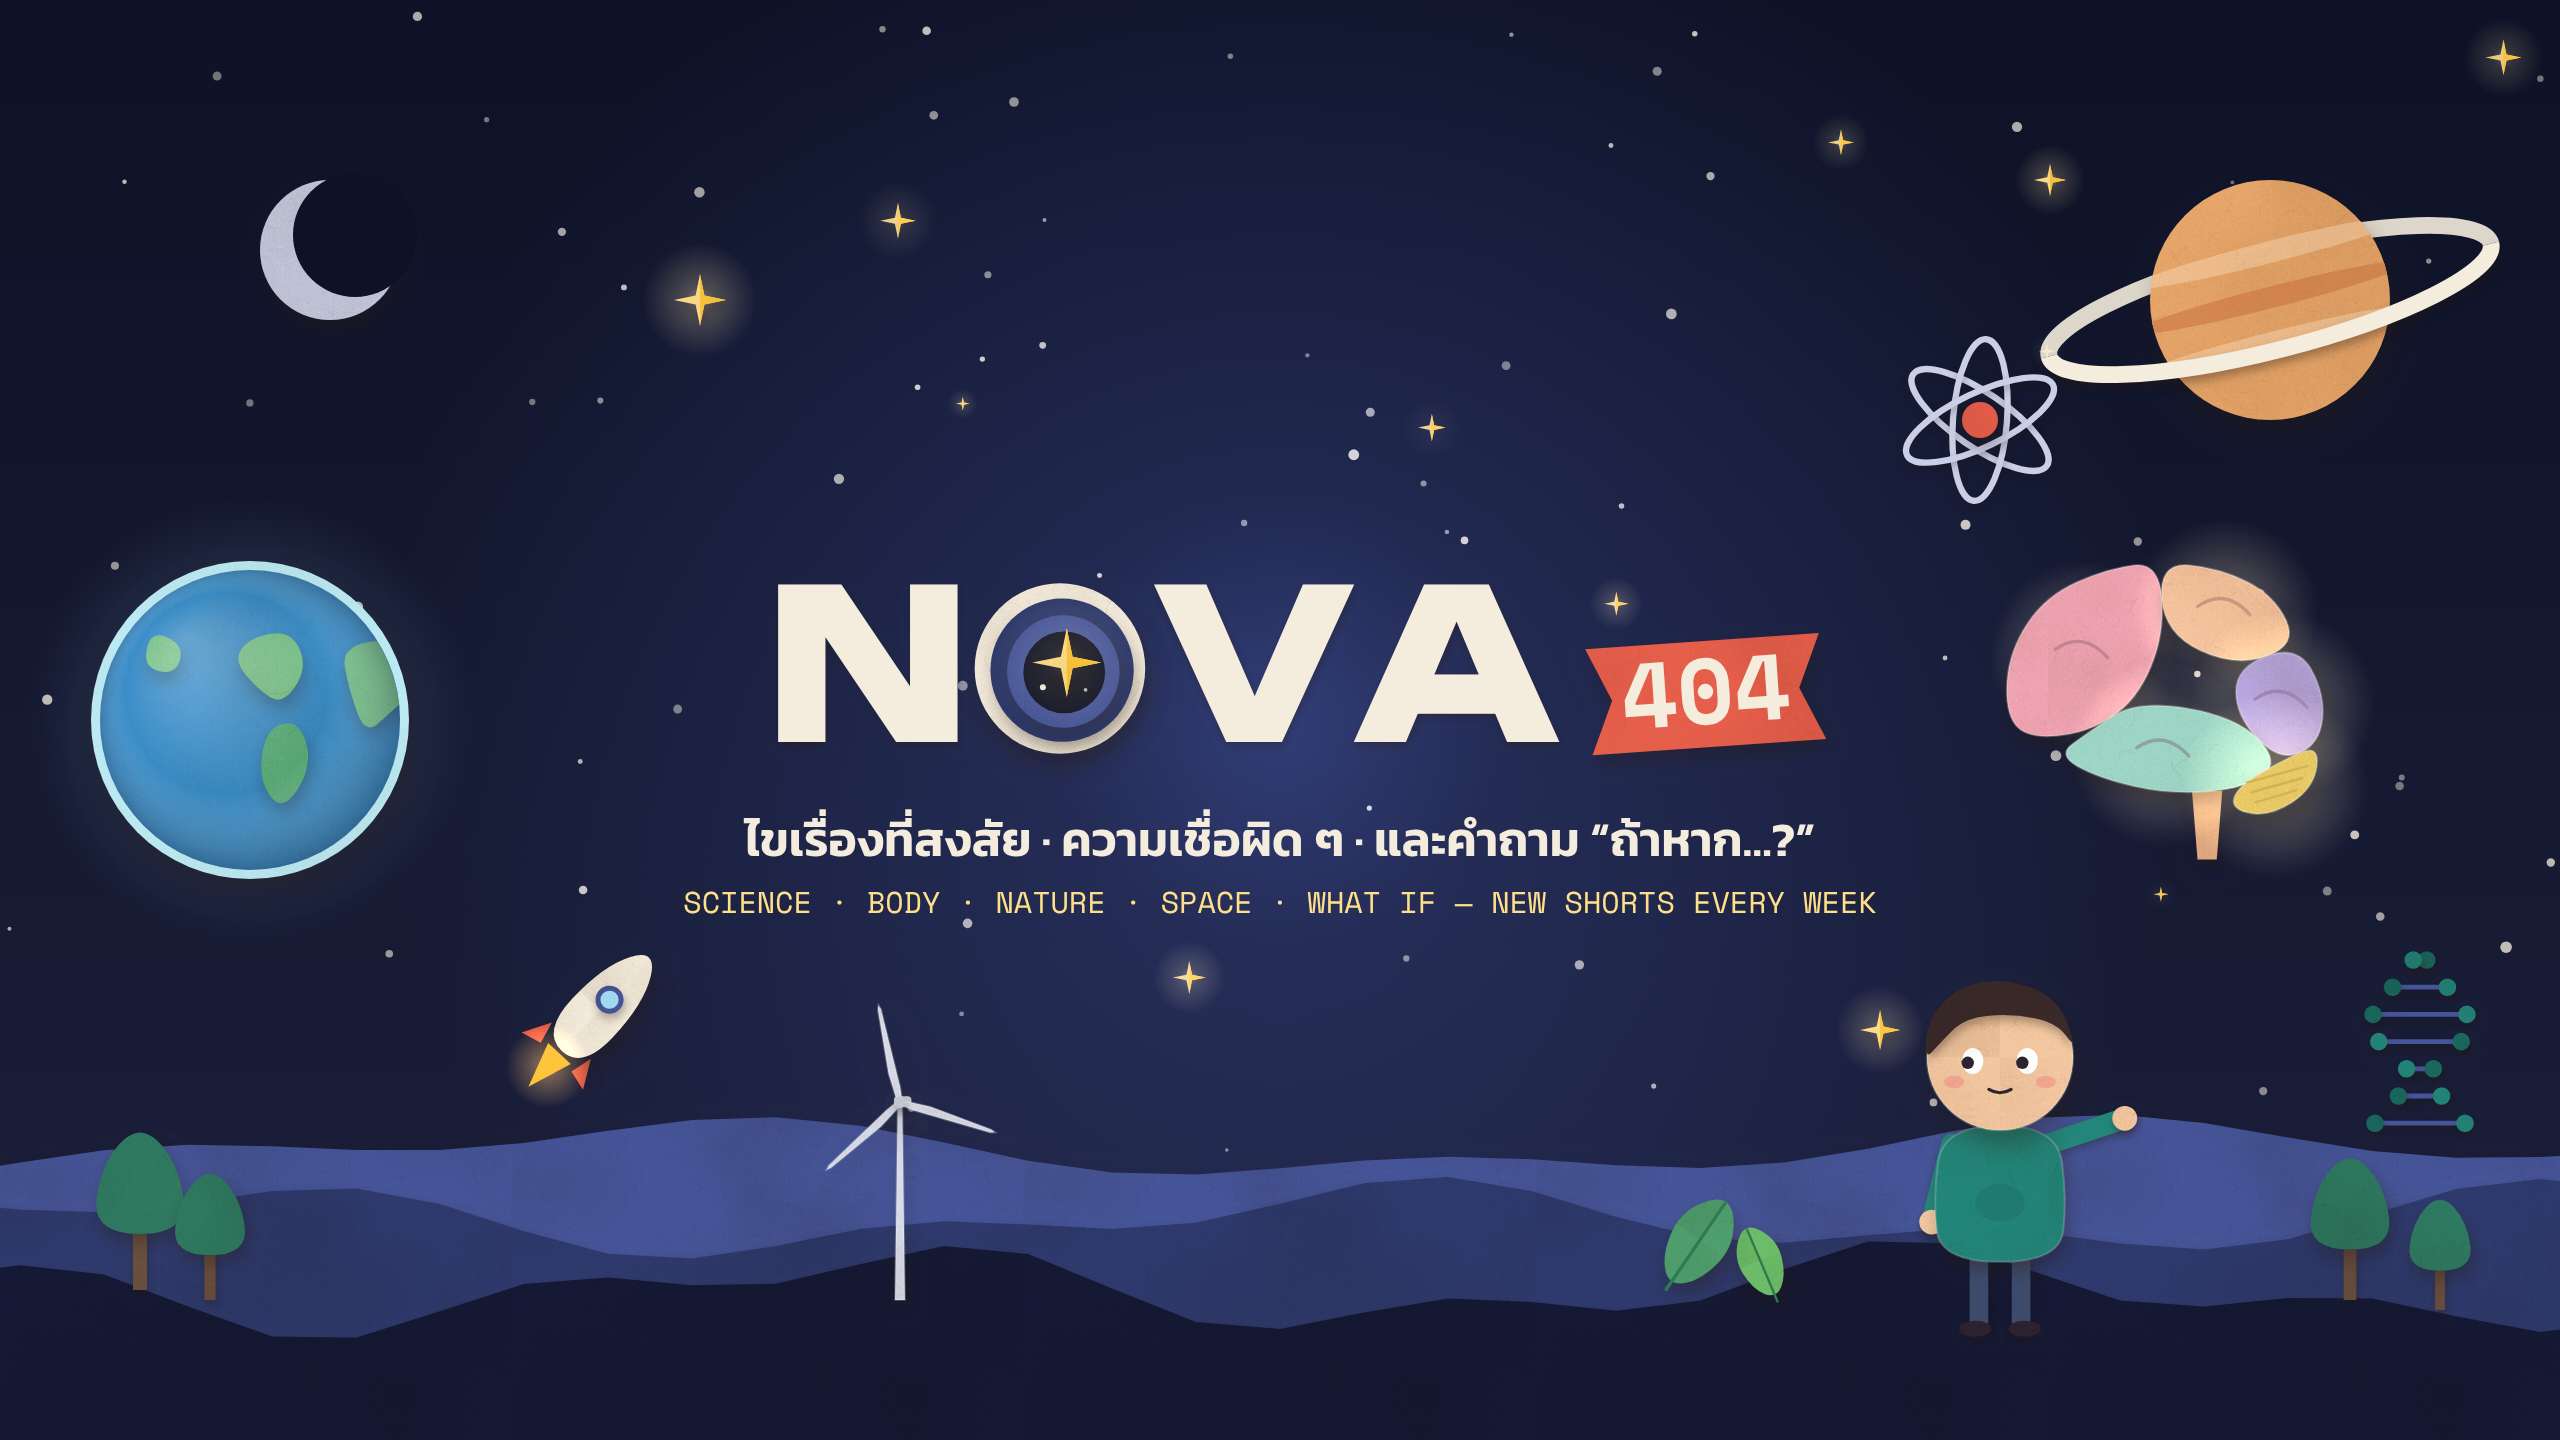 NOVA 404
ไขเรื่องที่สงสัย · ความเชื่อผิด ๆ · และคำถาม “ถ้าหาก...?”
SCIENCE · BODY · NATURE · SPACE · WHAT IF — NEW SHORTS EVERY WEEK